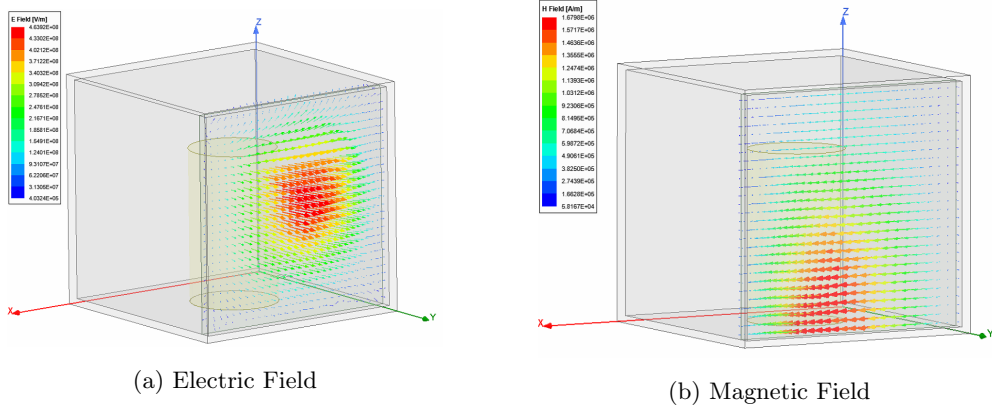 E Field [V/m]
4.6392E+08
4.3302E+08
4.0212E+08
3.7122E+08
3.4032E+08
3.0942E+08
2.7852E+08
2.4761E+08
2.1671E+08
1.8581E+08
1.5491E+08
1.2401E+08
9.3107E+07
6.2206E+07
3.1305E+07
4.0324E+05
Z
X
Y
H Field [A/m]
1.6798E+06
1.5717E+06
1.4636E+06
1.3555E+06
1.2474E+06
1.1393E+06
1.0312E+06
9.2306E+05
8.1495E+05
7.0684E+05
5.9872E+05
4.9061E+05
3.8250E+05
2.7439E+05
1.6628E+05
5.8167E+04
Z
X
Y
(a) Electric Field
(b) Magnetic Field